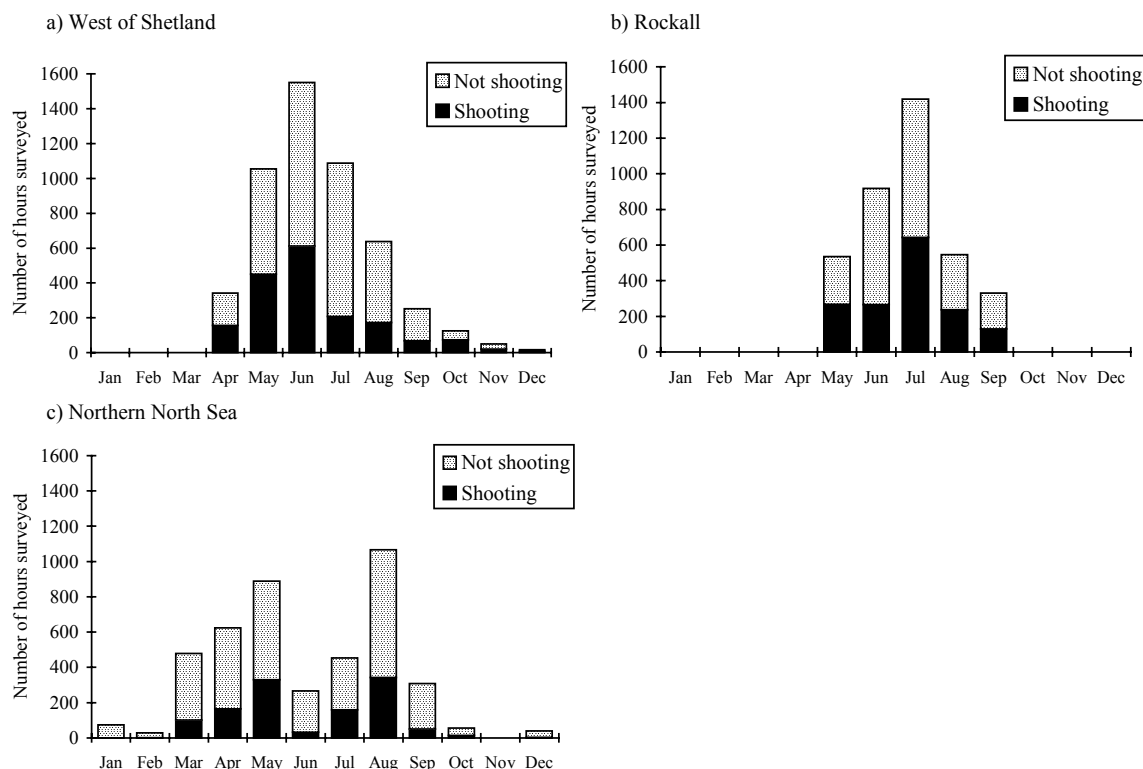 a) West of Shetland
Number of hours surveyed
1600
1400
1200
1000
800
600
400
200
0
Not shooting
Shooting
Jan Feb Mar Apr May Jun Jul Aug Sep Oct Nov Dec
b) Rockall
Number of hours surveyed
1600
1400
1200
1000
800
600
400
200
0
Not shooting
Shooting
Jan Feb Mar Apr May Jun Jul Aug Sep Oct Nov Dec
c) Northern North Sea
Number of hours surveyed
1600
1400
1200
1000
800
600
400
200
0
Not shooting
Shooting
Jan Feb Mar Apr May Jun Jul Aug Sep Oct Nov Dec